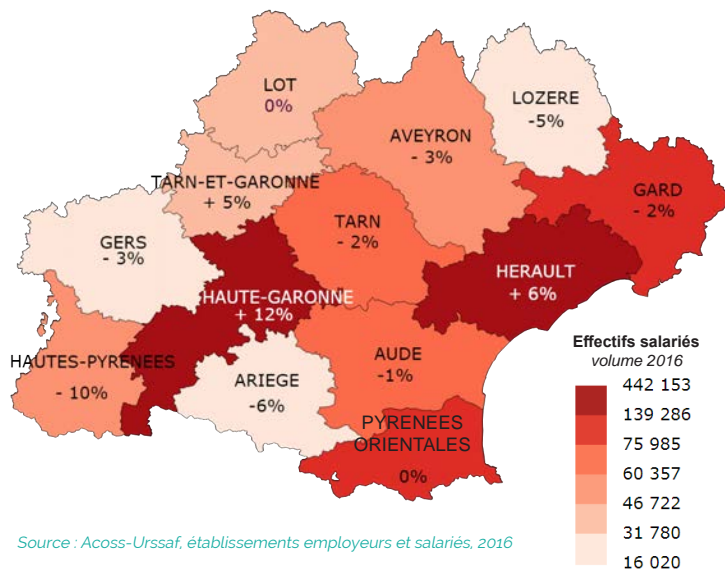 LOT
0%
LOZERE
-5%
AVEYRON
- 3%
TARN-ET-GARONNE
+ 5%
GARD
- 2%
TARN
- 2%
GERS
- 3%
HERAULT
+ 6%
HAUTE-GARONNE
+ 12%
HAUTES-PYRENEES
- 10%
AUDE
-1%
ARIEGE
-6%
PYRENEES
ORIENTALES
0%
Effectifs salariés
volume 2016
442 153
139 286
75 985
60 357
46 722
31 780
16 020
Source : Acoss-Urssaf, établissements employeurs et salariés, 2016